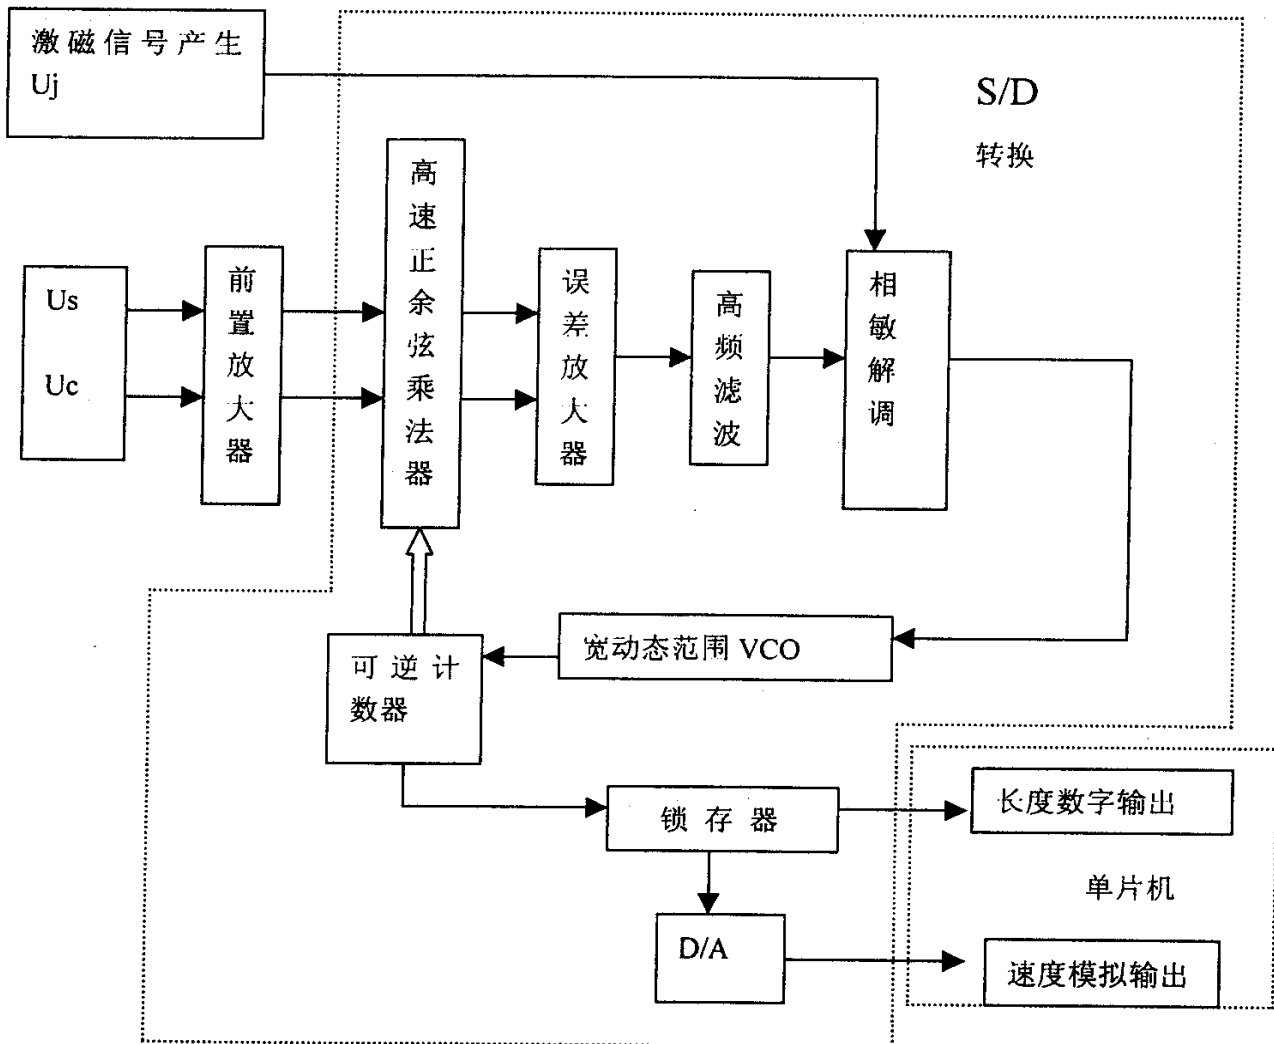 激磁信号产生
Uj
S/D
转换
Us
Uc
前置放大器
高速正余弦乘法器
误差放大器
高频滤波
相敏解调
宽动态范围 VCO
可逆计
数器
锁存器
长度数字输出
单片机
D/A
速度模拟输出